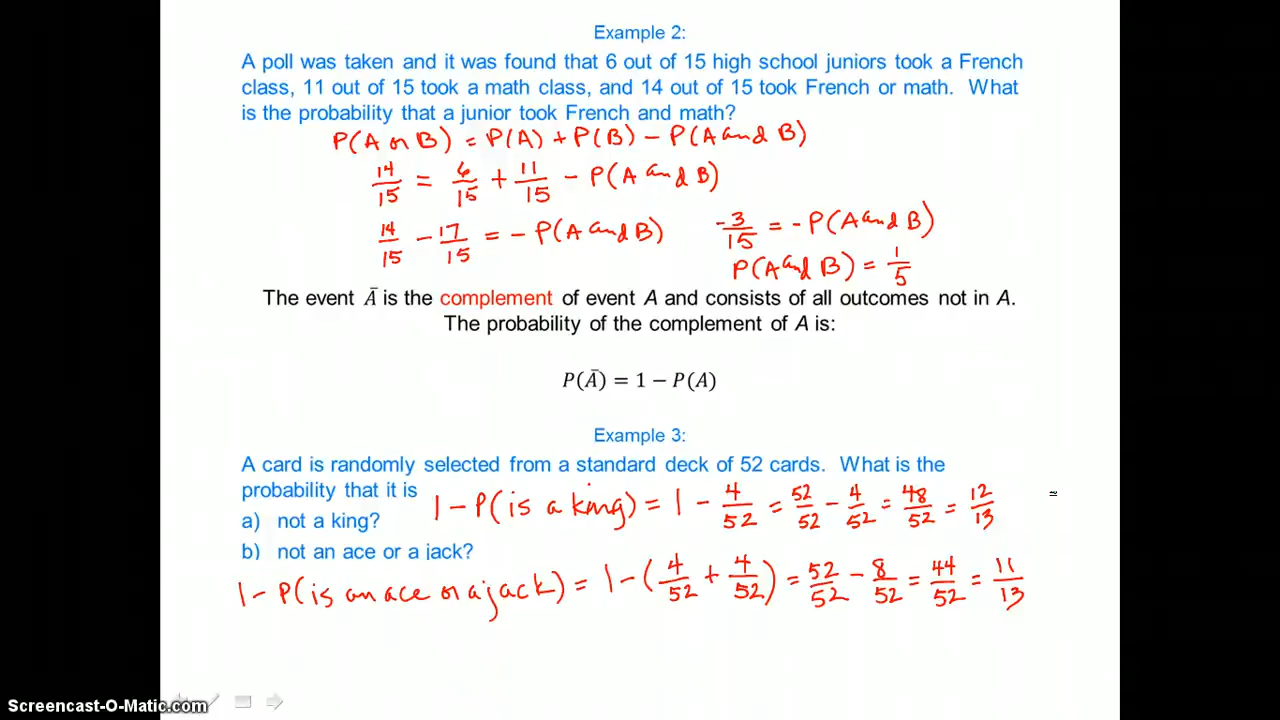 Example 2:
A poll was taken and it was found that 6 out of 15 high school juniors took a French
class, 11 out of 15 took a math class, and 14 out of 15 took French or math. What
is the probability that a junior took French and math?
P(A or B) = P(A) + P(B) - P(A and B)
14/15 = 6/15 + 11/15 - P(A and B)
14/15 - 17/15 = - P(A and B)
-3/15 = - P(A and B)
P(A and B) = 1/5
The event Ā is the complement of event A and consists of all outcomes not in A.
The probability of the complement of A is:
P(Ā) = 1 − P(A)
Example 3:
A card is randomly selected from a standard deck of 52 cards. What is the
probability that it is
1 - P(is a king) = 1 - 4/52 = 52/52 - 4/52 = 48/52 = 12/13
a) not a king?
b) not an ace or a jack?
1 - P(is an ace or a jack) = 1 - (4/52 + 4/52) = 52/52 - 8/52 = 44/52 = 11/13
Screencast-O-Matic.com